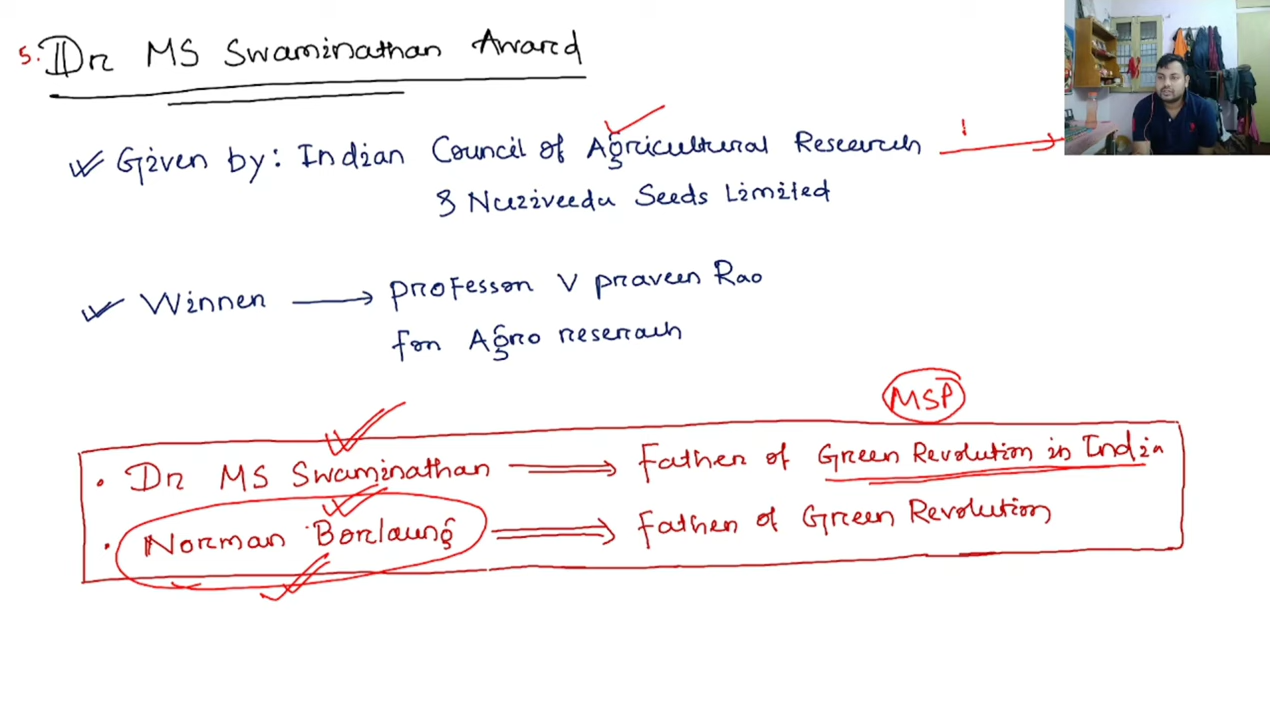 5. Dr MS Swaminathan Award
Given by: Indian Council of Agricultural Research
& Nuziveedu Seeds Limited
Winner → Professor V Praveen Rao
for Agro reserach
MSP
• Dr MS Swaminathan ⇒ Father of Green Revolution in India
• Norman Borlaung ⇒ Father of Green Revolution